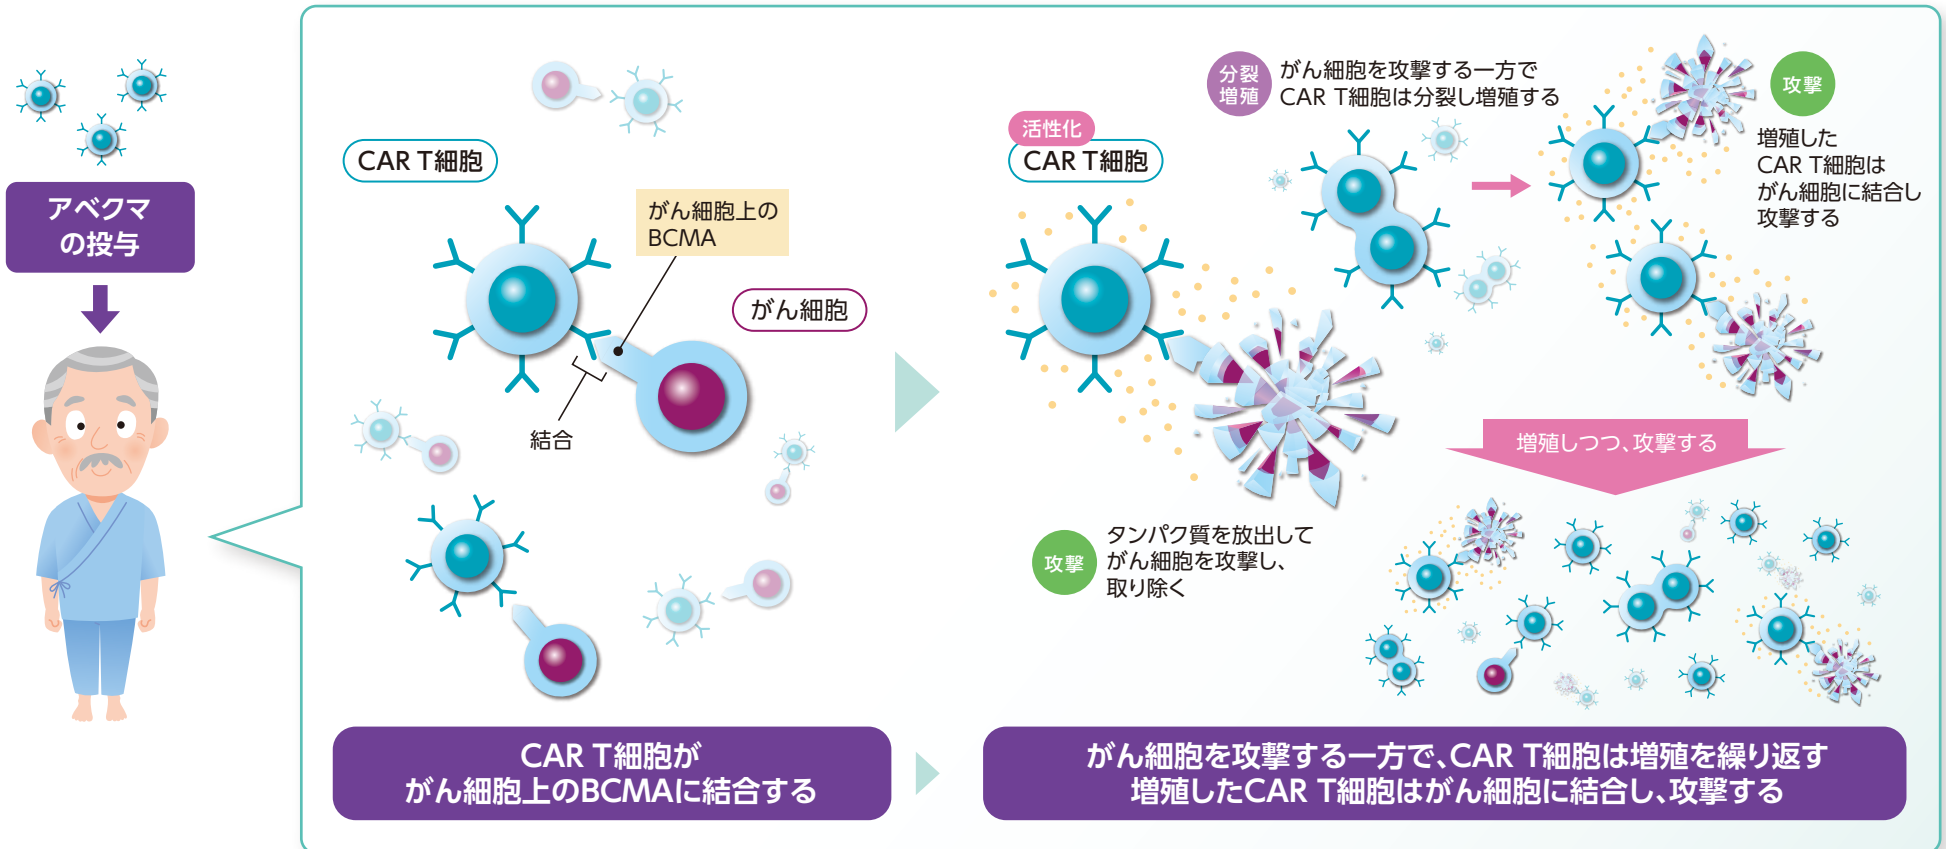 アベクマ
の投与
CAR T細胞
がん細胞上の
BCMA
がん細胞
結合
CAR T細胞が
がん細胞上のBCMAに結合する
活性化
CAR T細胞
攻撃
タンパク質を放出して
がん細胞を攻撃し、
取り除く
分裂
増殖
がん細胞を攻撃する一方で
CAR T細胞は分裂し増殖する
攻撃
増殖した
CAR T細胞は
がん細胞に結合し
攻撃する
増殖しつつ、攻撃する
がん細胞を攻撃する一方で、CAR T細胞は増殖を繰り返す
増殖したCAR T細胞はがん細胞に結合し、攻撃する